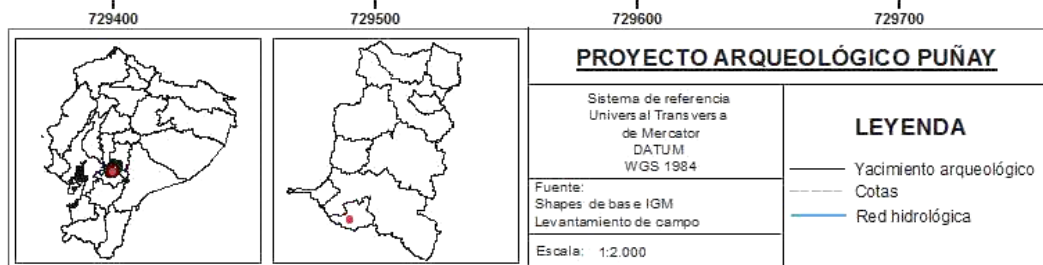 729400
729500
729600
729700
PROYECTO ARQUEOLÓGICO PUÑAY
Sistema de referencia
Universal Transversa
de Mercator
DATUM
WGS 1984
Fuente:
Shapes de base IGM
Levantamiento de campo
Escala: 1:2.000
LEYENDA
Yacimiento arqueológico
Cotas
Red hidrológica